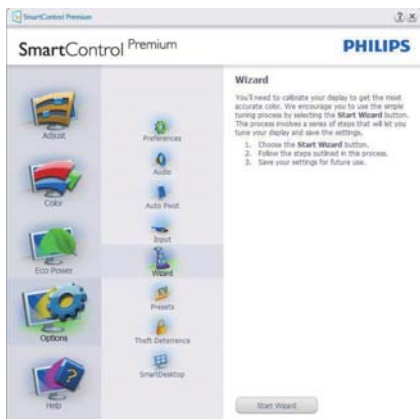 SmartControl Premium
SmartControl Premium
PHILIPS
Adjust
Color
Eco Power
Options
Help
Preferences
Audio
Auto Pivot
Input
Wizard
Presets
Theft Deterrence
SmartDesktop
Wizard
You'll need to calibrate your display to get the most
accurate color. We encourage you to use the simple
tuning process by selecting the Start Wizard button.
The process involves a series of steps that will let you
tune your display and save the settings.
1. Choose the Start Wizard button.
2. Follow the steps outlined in the process.
3. Save your settings for future use.
Start Wizard